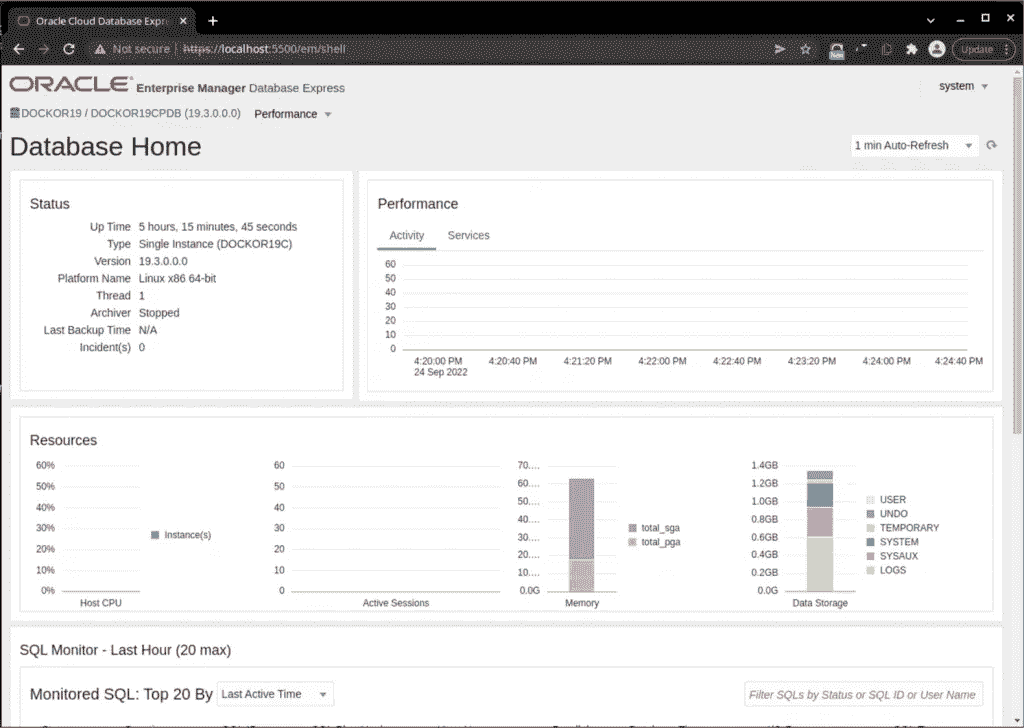 Oracle Cloud Database Expr
Not secure https://localhost:5500/em/shell
Update
ORACLE Enterprise Manager Database Express
system
DOCKOR19 / DOCKOR19CPDB (19.3.0.0.0) Performance
Database Home
1 min Auto-Refresh
Status
Up Time 5 hours, 15 minutes, 45 seconds
Type Single Instance (DOCKOR19C)
Version 19.3.0.0.0
Platform Name Linux x86 64-bit
Thread 1
Archiver Stopped
Last Backup Time N/A
Incident(s) 0
Performance
Activity Services
60
50
40
30
20
10
0
4:20:00 PM 4:20:40 PM 4:21:20 PM 4:22:00 PM 4:22:40 PM 4:23:20 PM 4:24:00 PM 4:24:40 PM
24 Sep 2022
Resources
60%
50%
40%
30%
20%
10%
0%
Host CPU
Instance(s)
60
50
40
30
20
10
0
Active Sessions
70....
60....
50....
40....
30....
20....
10....
0.0G
Memory
total_sga
total_pga
1.4GB
1.2GB
1.0GB
0.8GB
0.6GB
0.4GB
0.2GB
0.0G
Data Storage
USER
UNDO
TEMPORARY
SYSTEM
SYSAUX
LOGS
SQL Monitor - Last Hour (20 max)
Monitored SQL: Top 20 By Last Active Time
Filter SQLs by Status or SQL ID or User Name